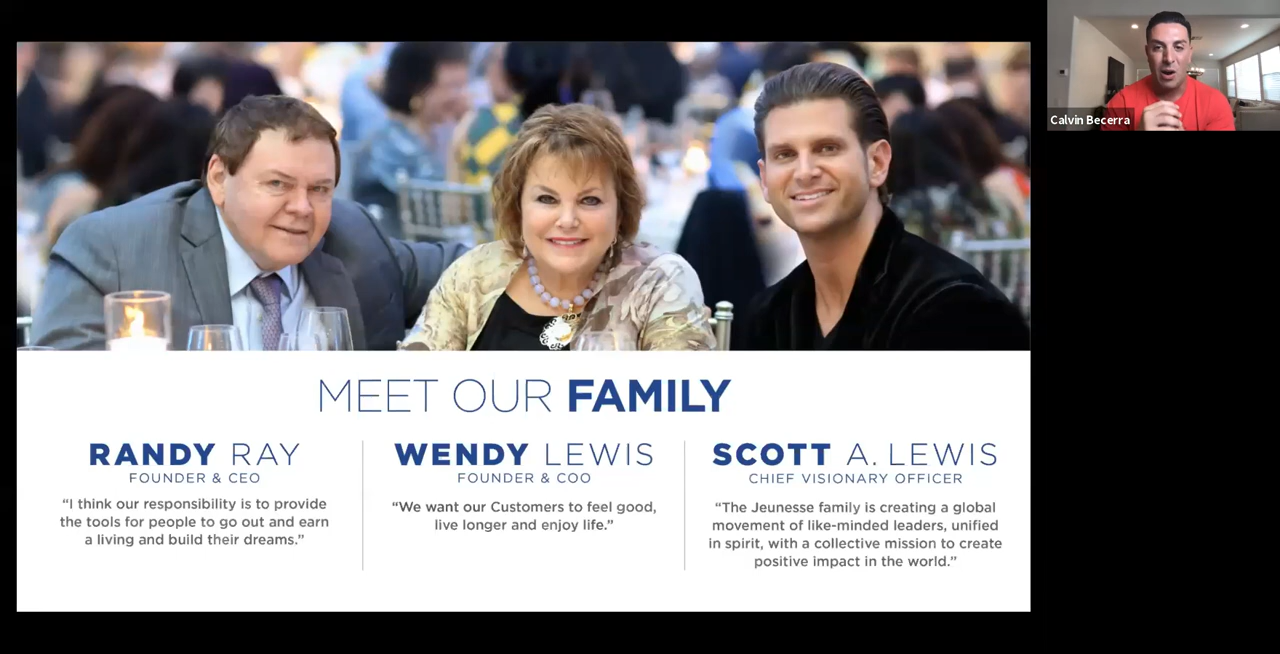 Calvin Becerra
MEET OUR FAMILY
RANDY RAY
FOUNDER & CEO
“I think our responsibility is to provide
the tools for people to go out and earn
a living and build their dreams.”
WENDY LEWIS
FOUNDER & COO
“We want our Customers to feel good,
live longer and enjoy life.”
SCOTT A. LEWIS
CHIEF VISIONARY OFFICER
“The Jeunesse family is creating a global
movement of like-minded leaders, unified
in spirit, with a collective mission to create
positive impact in the world.”